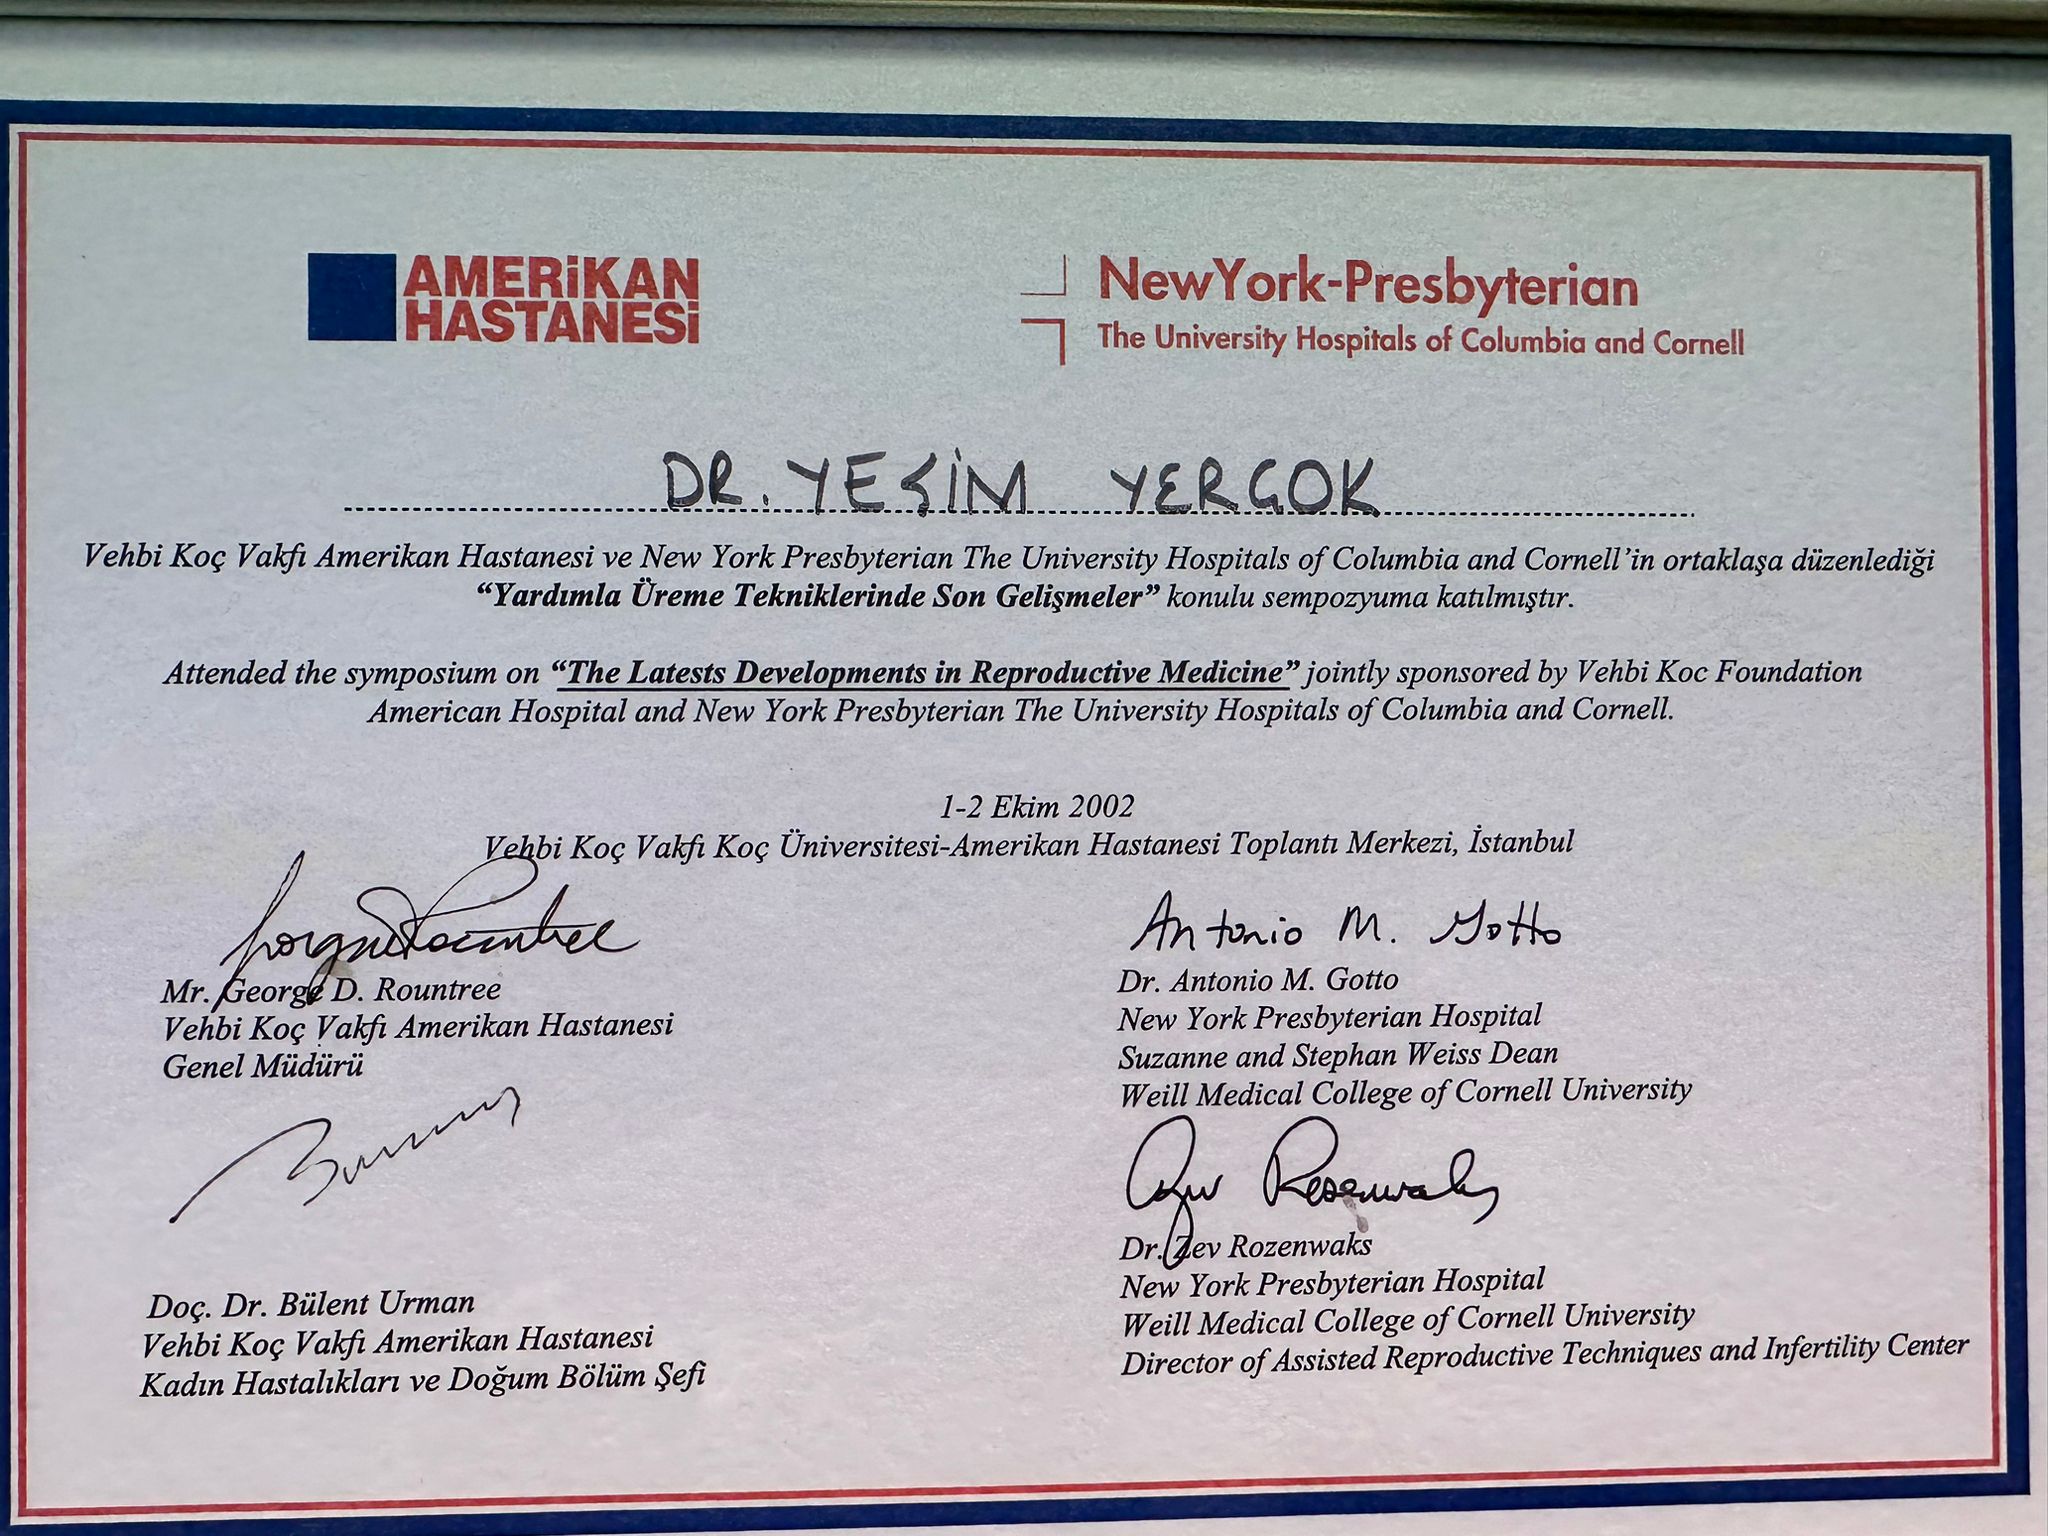 AMERiKAN
HASTANESi
NewYork-Presbyterian
The University Hospitals of Columbia and Cornell
DR. YEŞİM YERGOK
Vehbi Koç Vakfı Amerikan Hastanesi ve New York Presbyterian The University Hospitals of Columbia and Cornell'in ortaklaşa düzenlediği
“Yardımla Üreme Tekniklerinde Son Gelişmeler” konulu sempozyuma katılmıştır.
Attended the symposium on “The Latests Developments in Reproductive Medicine” jointly sponsored by Vehbi Koc Foundation
American Hospital and New York Presbyterian The University Hospitals of Columbia and Cornell.
1-2 Ekim 2002
Vehbi Koç Vakfı Koç Üniversitesi-Amerikan Hastanesi Toplantı Merkezi, İstanbul
Mr. George D. Rountree
Vehbi Koç Vakfı Amerikan Hastanesi
Genel Müdürü
Antonio M. Gotto
Dr. Antonio M. Gotto
New York Presbyterian Hospital
Suzanne and Stephan Weiss Dean
Weill Medical College of Cornell University
Doç. Dr. Bülent Urman
Vehbi Koç Vakfı Amerikan Hastanesi
Kadın Hastalıkları ve Doğum Bölüm Şefi
Dr. Zev Rozenwaks
New York Presbyterian Hospital
Weill Medical College of Cornell University
Director of Assisted Reproductive Techniques and Infertility Center